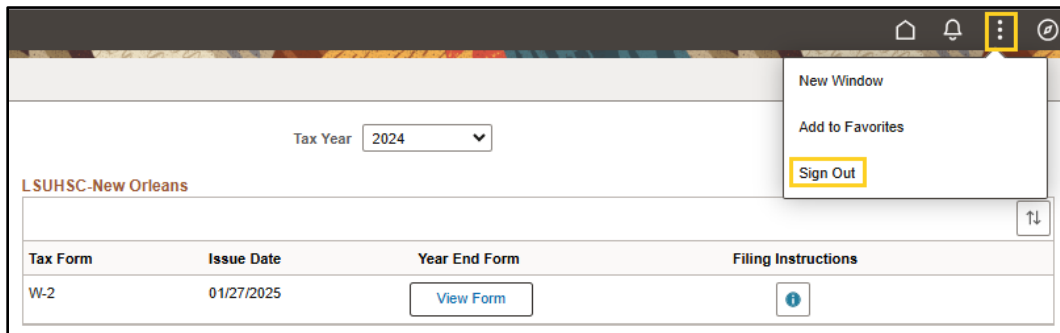 New Window
Add to Favorites
Sign Out
Tax Year 2024
LSUHSC-New Orleans
Tax Form Issue Date Year End Form Filing Instructions
W-2 01/27/2025 View Form